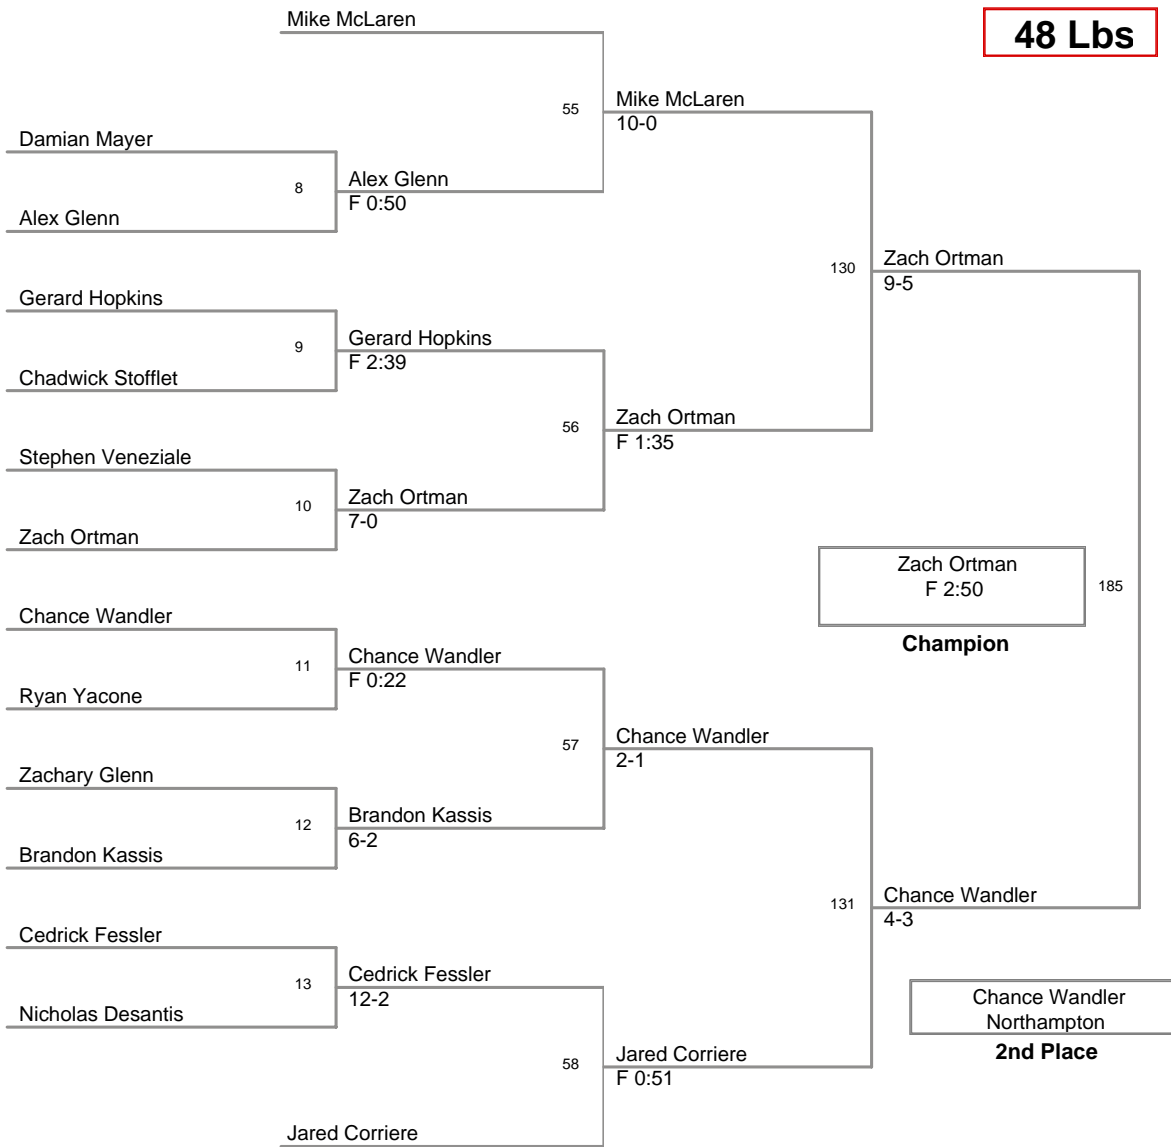 Mike McLaren
48 Lbs
55
Mike McLaren
10-0
Damian Mayer
8
Alex Glenn
F 0:50
Alex Glenn
130
Zach Ortman
9-5
Gerard Hopkins
9
Gerard Hopkins
F 2:39
Chadwick Stofflet
56
Zach Ortman
F 1:35
Stephen Veneziale
10
Zach Ortman
7-0
Zach Ortman
Zach Ortman
F 2:50
185
Champion
Chance Wandler
11
Chance Wandler
F 0:22
Ryan Yacone
57
Chance Wandler
2-1
Zachary Glenn
12
Brandon Kassis
6-2
Brandon Kassis
131
Chance Wandler
4-3
Cedrick Fessler
13
Cedrick Fessler
12-2
Nicholas Desantis
Chance Wandler
Northampton
2nd Place
58
Jared Corriere
F 0:51
Jared Corriere